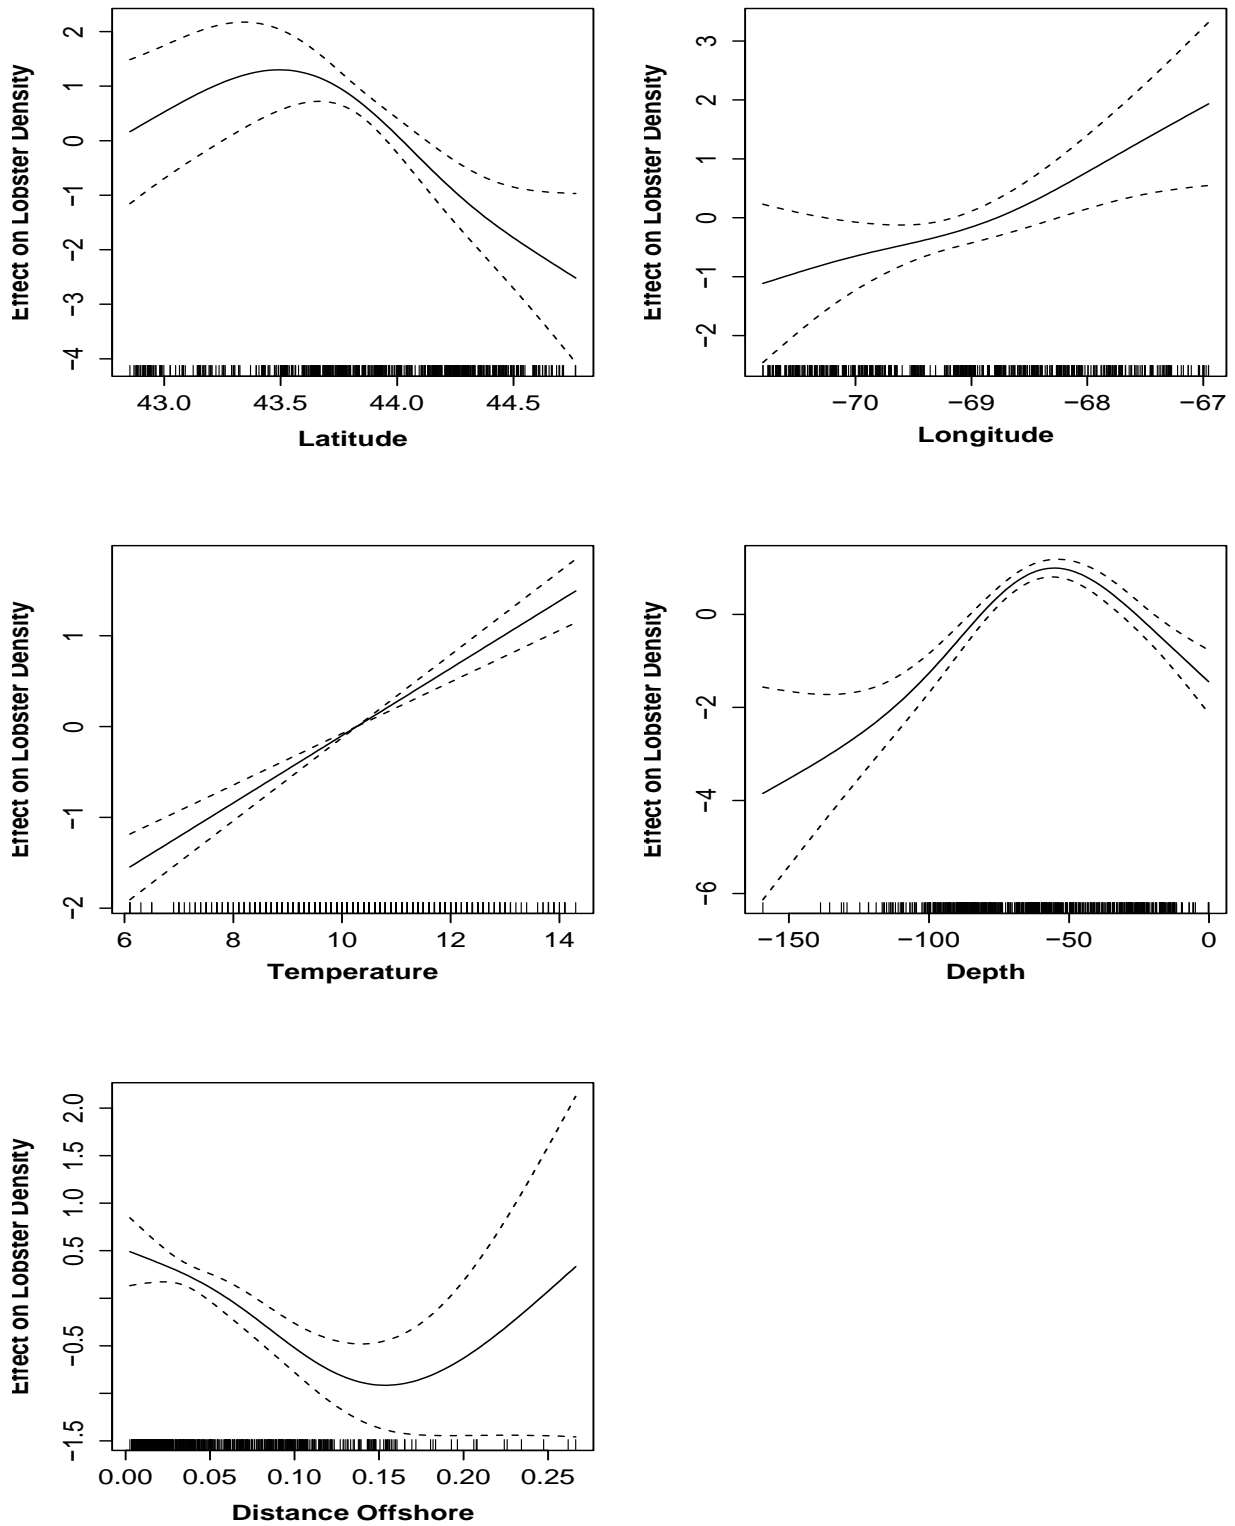 Effect on Lobster Density
2
1
0
−1
−2
−3
−4
43.0 43.5 44.0 44.5
Latitude
Effect on Lobster Density
3
2
1
0
−1
−2
−70 −69 −68 −67
Longitude
Effect on Lobster Density
1
0
−1
−2
6 8 10 12 14
Temperature
Effect on Lobster Density
0
−2
−4
−6
−150 −100 −50 0
Depth
Effect on Lobster Density
2.0
1.5
1.0
0.5
−0.5
−1.5
0.00 0.05 0.10 0.15 0.20 0.25
Distance Offshore